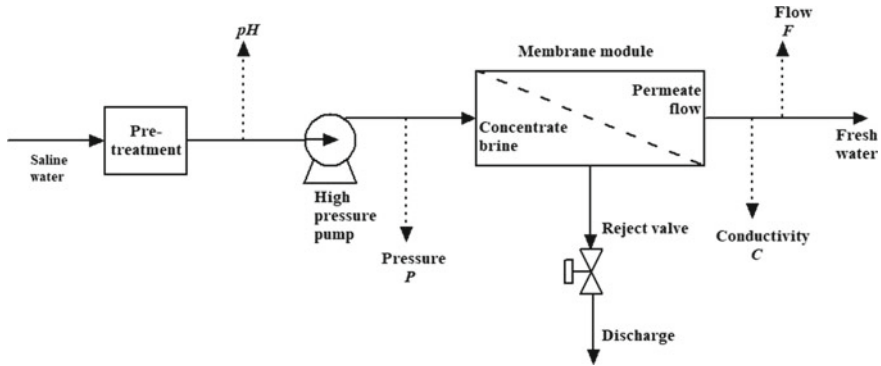 Saline
water
Pre-
treatment
pH
High
pressure
pump
Pressure
P
Membrane module
Concentrate
brine
Permeate
flow
Reject valve
Discharge
Flow
F
Conductivity
C
Fresh
water